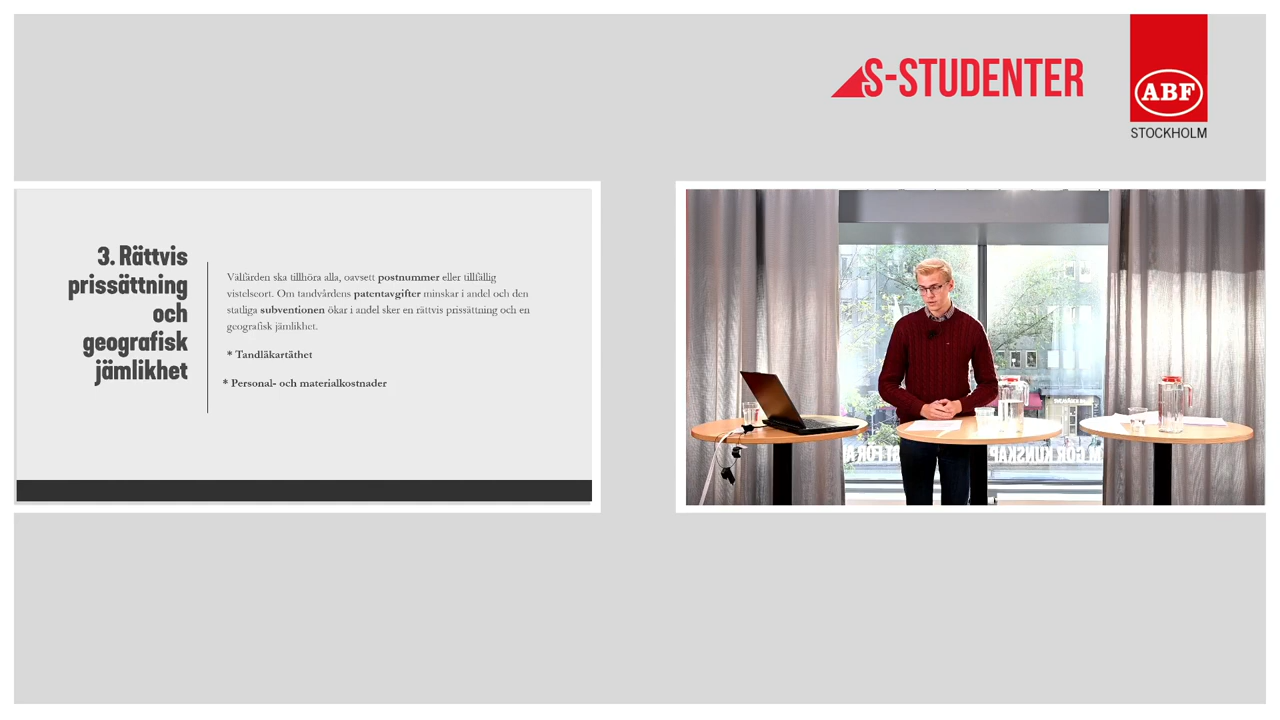 S-STUDENTER
ABF
STOCKHOLM
3. Rättvis
prissättning
och
geografisk
jämlikhet
Välfärden ska tillhöra alla, oavsett postnummer eller tillfällig
vistelseort. Om tandvårdens patentavgifter minskar i andel och den
statliga subventionen ökar i andel sker en rättvis prissättning och en
geografisk jämlikhet.
* Tandläkartäthet
* Personal- och materialkostnader
GÖR KUNSKAP